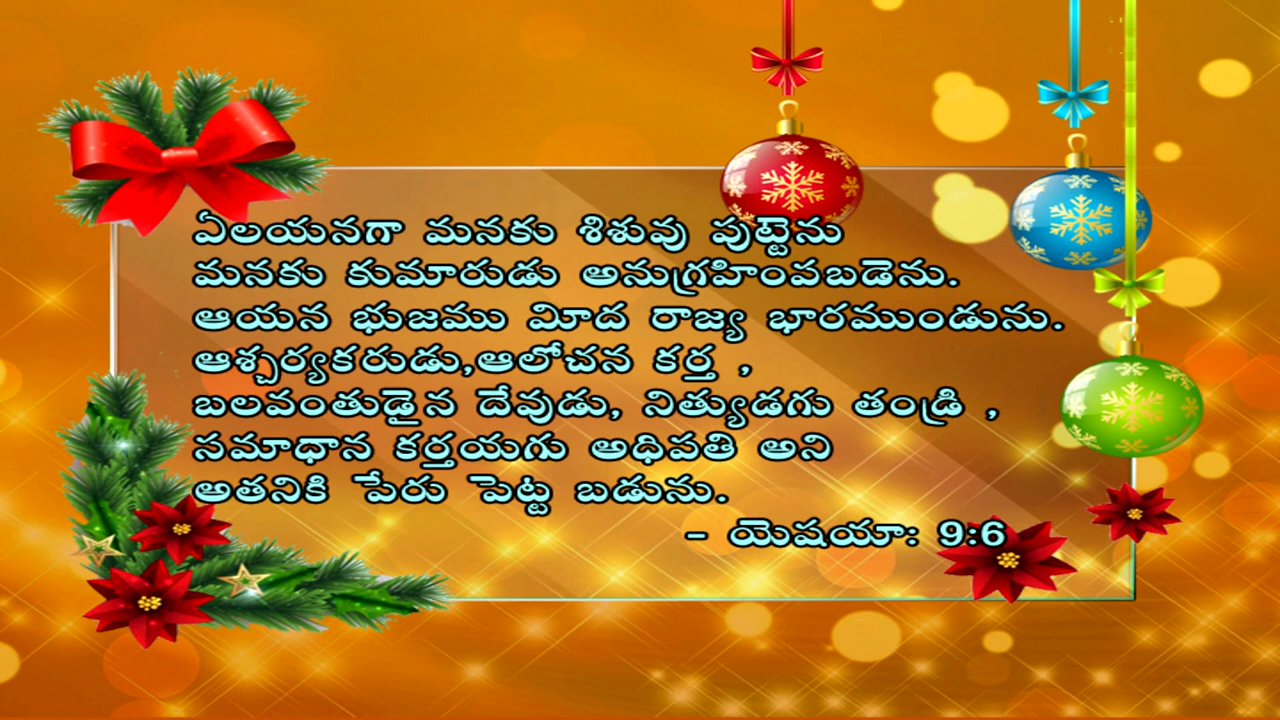 ఏలయనగా మనకు శిశువు పుట్టెను
మనకు కుమారుడు అనుగ్రహింపబడెను.
ఆయన భుజము మీద రాజ్య భారముండును.
ఆశ్చర్యకరుడు,ఆలోచన కర్త ,
బలవంతుడైన దేవుడు, నిత్యుడగు తండ్రి ,
సమాధాన కర్తయగు అధిపతి అని
అతనికి పేరు పెట్ట బడును.
- యెషయాః 9:6